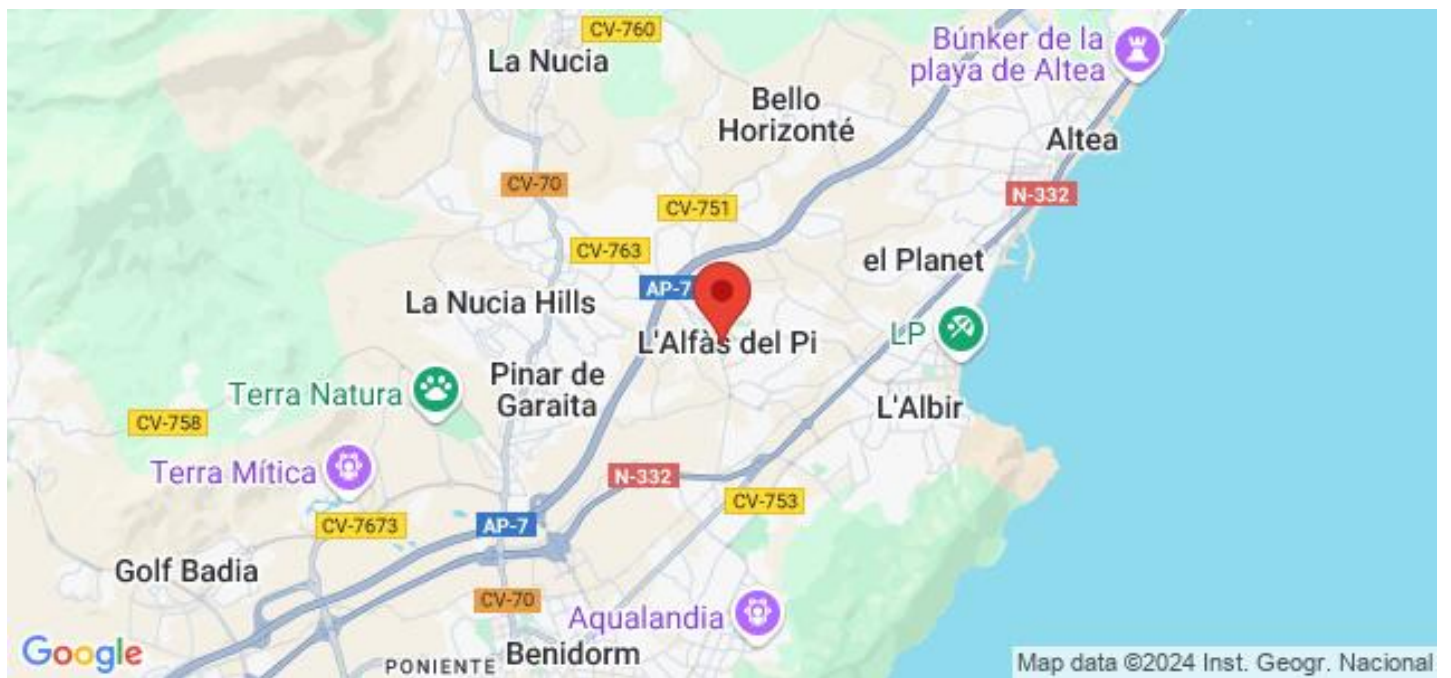 CV-760
La Nucia
Búnker de la
playa de Altea
Bello
Horizonté
Altea
CV-70
N-332
CV-751
CV-763
el Planet
AP-7
La Nucia Hills
L'Alfàs del Pi
LP
Pinar de
Garaita
Terra Natura
L'Albir
CV-758
Terra Mítica
N-332
CV-753
CV-7673
AP-7
Golf Badia
CV-70
Aqualandia
Google
PONIENTE
Benidorm
Map data ©2024 Inst. Geogr. Nacional